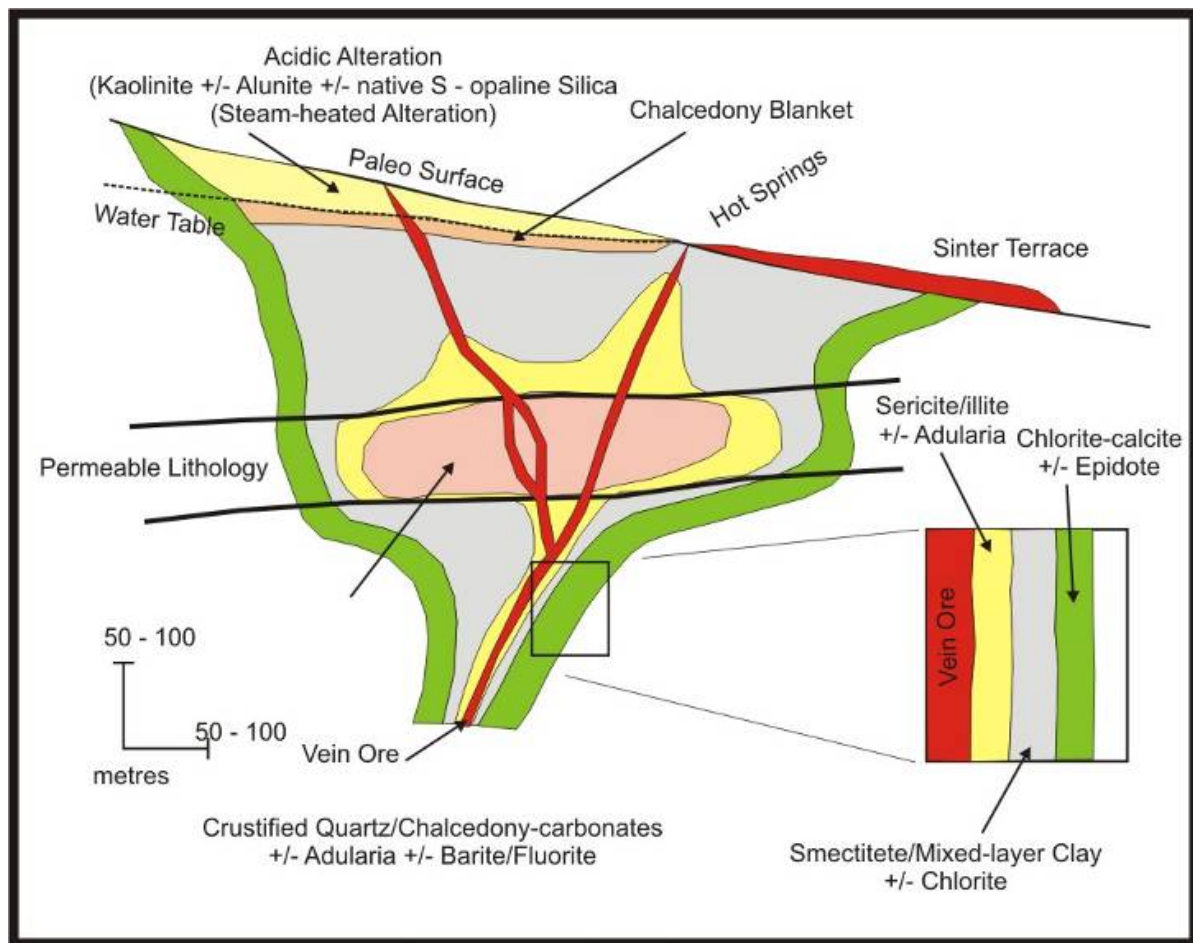 Acidic Alteration
(Kaolinite +/- Alunite +/- native S - opaline Silica
(Steam-heated Alteration)
Chalcedony Blanket
Paleo Surface
Hot Springs
Water Table
Sinter Terrace
Sericite/illite
+/- Adularia
Chlorite-calcite
+/- Epidote
Permeable Lithology
Vein Ore
50 - 100
50 - 100
metres
Vein Ore
Crustified Quartz/Chalcedony-carbonates
+/- Adularia +/- Barite/Fluorite
Smectitete/Mixed-layer Clay
+/- Chlorite